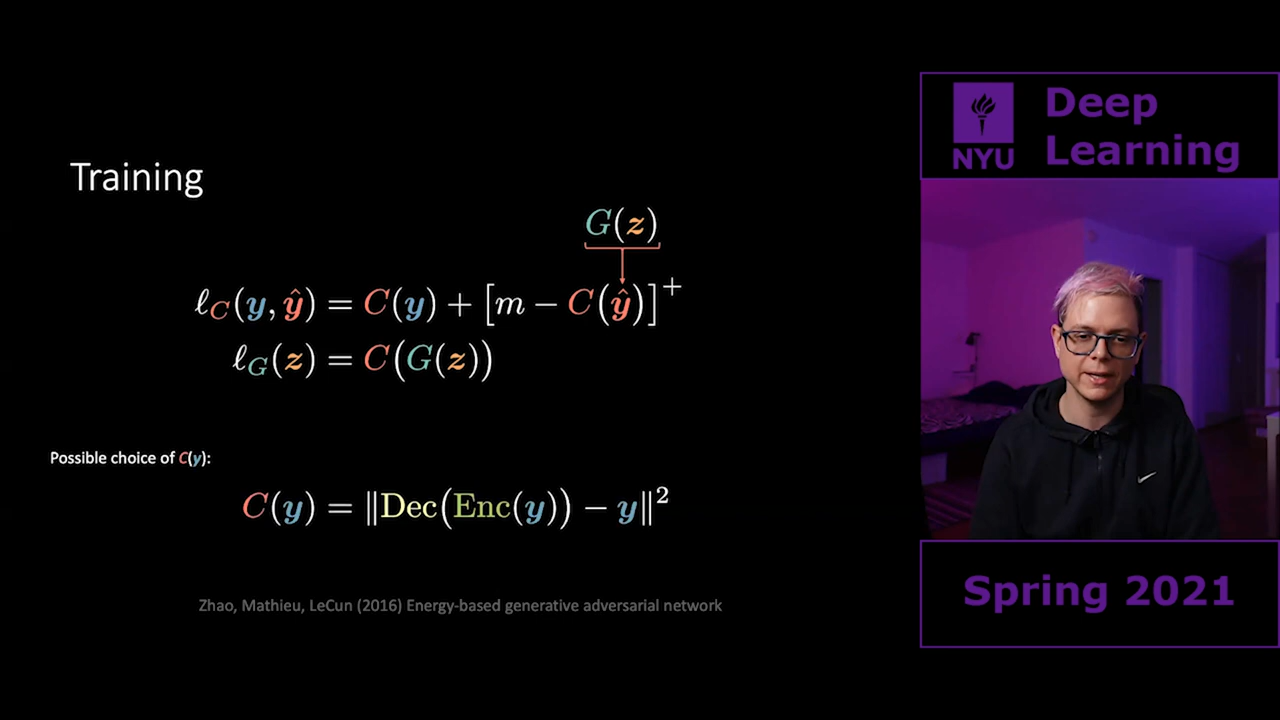 Training
G(z)
ℓ_C(y, ŷ) = C(y) + [m − C(ŷ)]⁺
ℓ_G(z) = C(G(z))
Possible choice of C(y):
C(y) = ‖Dec(Enc(y)) − y‖²
Zhao, Mathieu, LeCun (2016) Energy-based generative adversarial network
NYU
Deep
Learning
Spring 2021